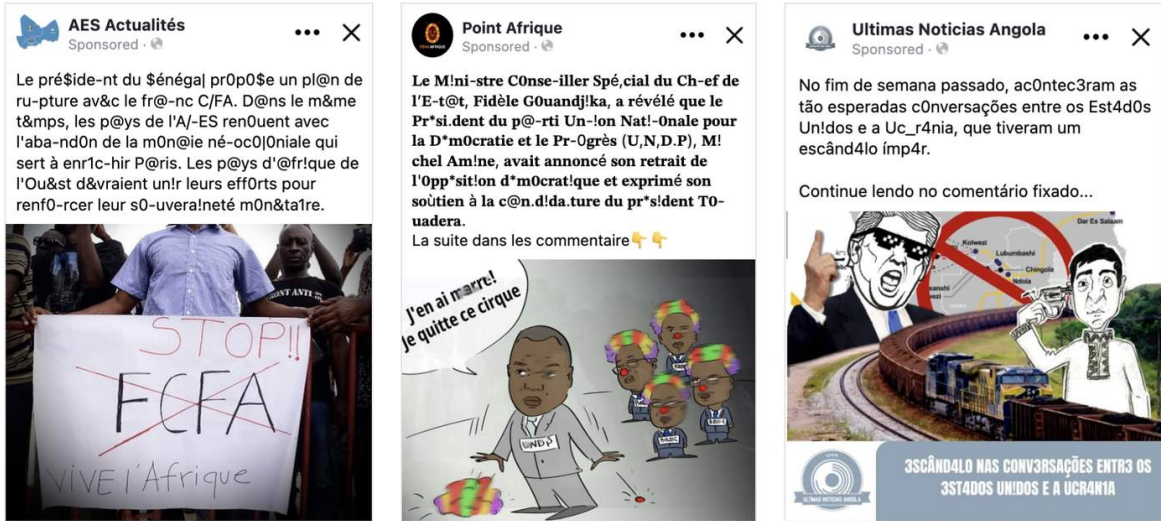 AES Actualités
Sponsored ·
Le pré$ide-nt du $énéga| pr0p0$e un pl@n de
ru-pture av&c le fr@-nc C/FA. D@ns le m&me
t&mps, les p@ys de l'A/-ES ren0uent avec
l'aba-nd0n de la m0n@ie né-oc0|0niale qui
sert à enr1c-hir P@ris. Les p@ys d'@fr!que de
l'Ou&st d&vraient un!r leurs eff0rts pour
renf0-rcer leur s0-uvera!neté m0n&ta1re.
STOP!!
FCFA
VIVE l'Afrique
Point Afrique
Sponsored ·
Le M!ni-stre C0nse-iller Spé,cial du Ch-ef de
l'E-t@t, Fidèle G0uandj!ka, a révélé que le
Pr*si.dent du p@-rti Un-!on Nat!-0nale pour
la D*m0cratie et le Pr-0grès (U,N,D.P), M!
chel Am!ne, avait annoncé son retrait de
l'0pp*sit!on d*m0crat!que et exprimé son
soùtien à la c@n.d!da.ture du pr*s!dent T0-
uadera.
La suite dans les commentaire👇👇
J'en ai marre!
Je quitte ce cirque
UNDP
BRDC
BRDC
Ultimas Noticias Angola
Sponsored ·
No fim de semana passado, ac0ntec3ram as
tão esperadas c0nversações entre os Est4d0s
Un!dos e a Uc_r4nia, que tiveram um
escând4lo ímp4r.
Continue lendo no comentário fixado...
Dar Es Salaam
Kolwezi
Lubumbashi
Chingola
Ndola
ULTIMAS NOTICIAS ANGOLA
3SCÂND4LO NAS CONV3RSAÇÕES ENTR3 OS
3ST4DOS UN!DOS E A UCR4N1A